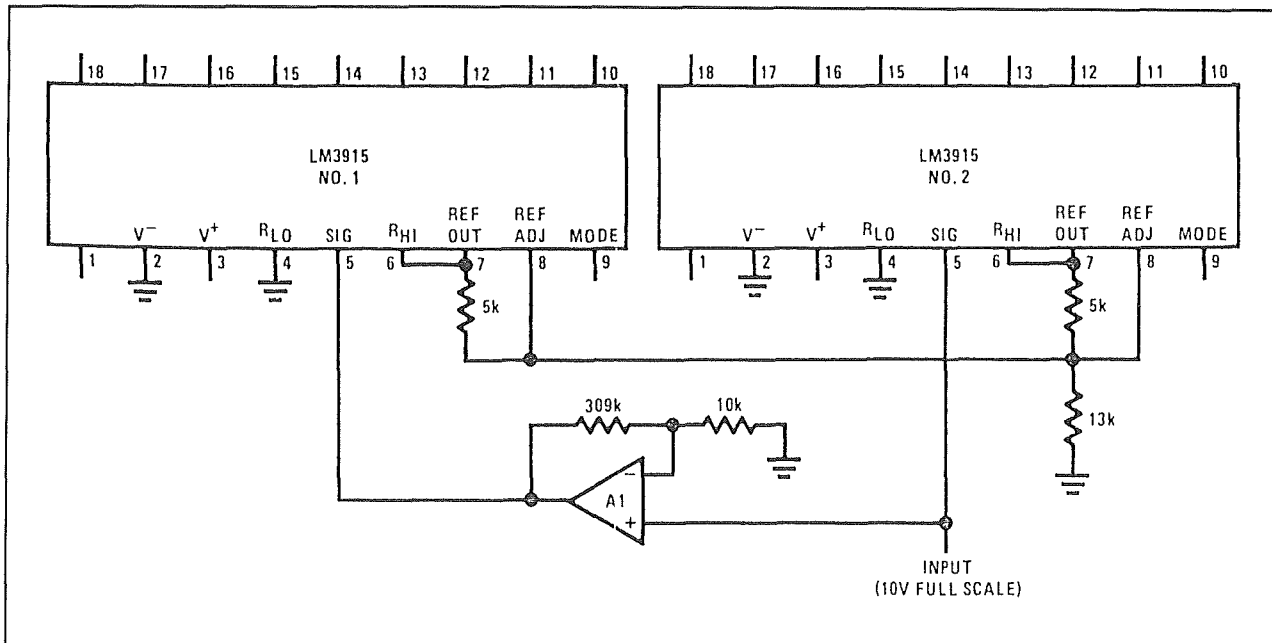 18 17 16 15 14 13 12 11 10
LM3915
NO. 1
V⁻ V⁺ RLO SIG RHI REF OUT REF ADJ MODE
1 2 3 4 5 6 7 8 9
18 17 16 15 14 13 12 11 10
LM3915
NO. 2
V⁻ V⁺ RLO SIG RHI REF OUT REF ADJ MODE
1 2 3 4 5 6 7 8 9
5k
5k
309k
10k
13k
−
A1
+
INPUT
(10V FULL SCALE)